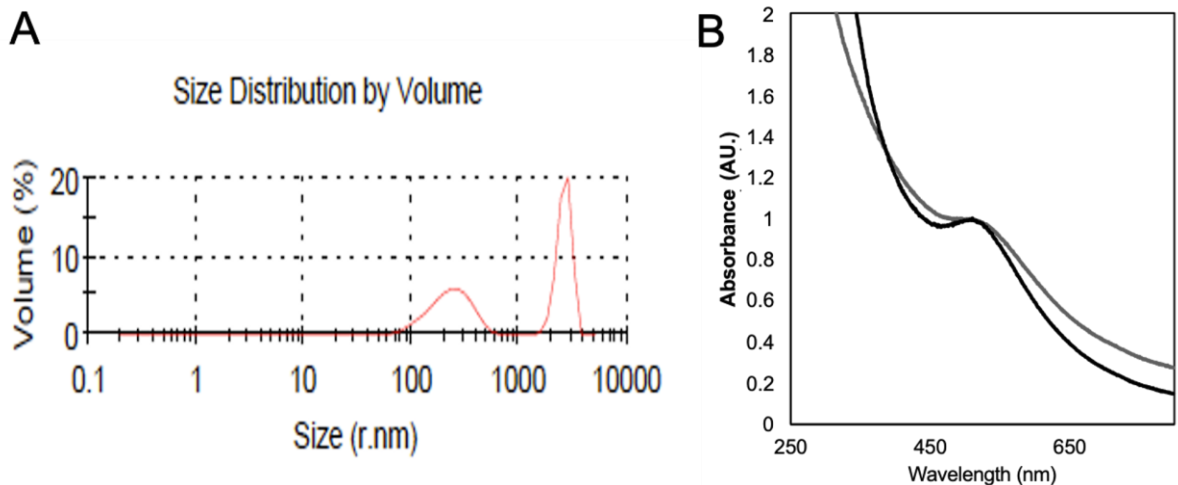 A
Size Distribution by Volume
Volume (%)
20
10
0
0.1 1 10 100 1000 10000
Size (r.nm)
B
Absorbance (AU.)
2
1.8
1.6
1.4
1.2
1
0.8
0.6
0.4
0.2
0
250 450 650
Wavelength (nm)